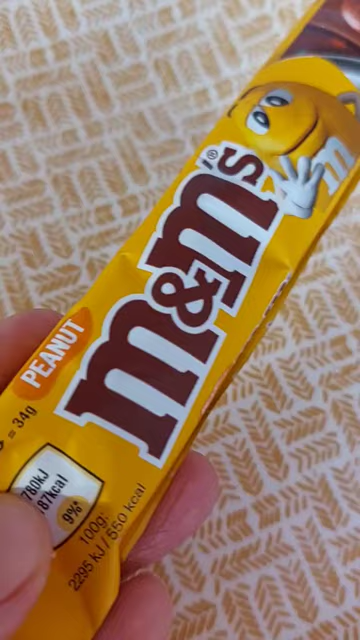 m&m's®
m
PEANUT
= 34g
780kJ
87kcal
9%*
100g:
2295 kJ / 550 kcal